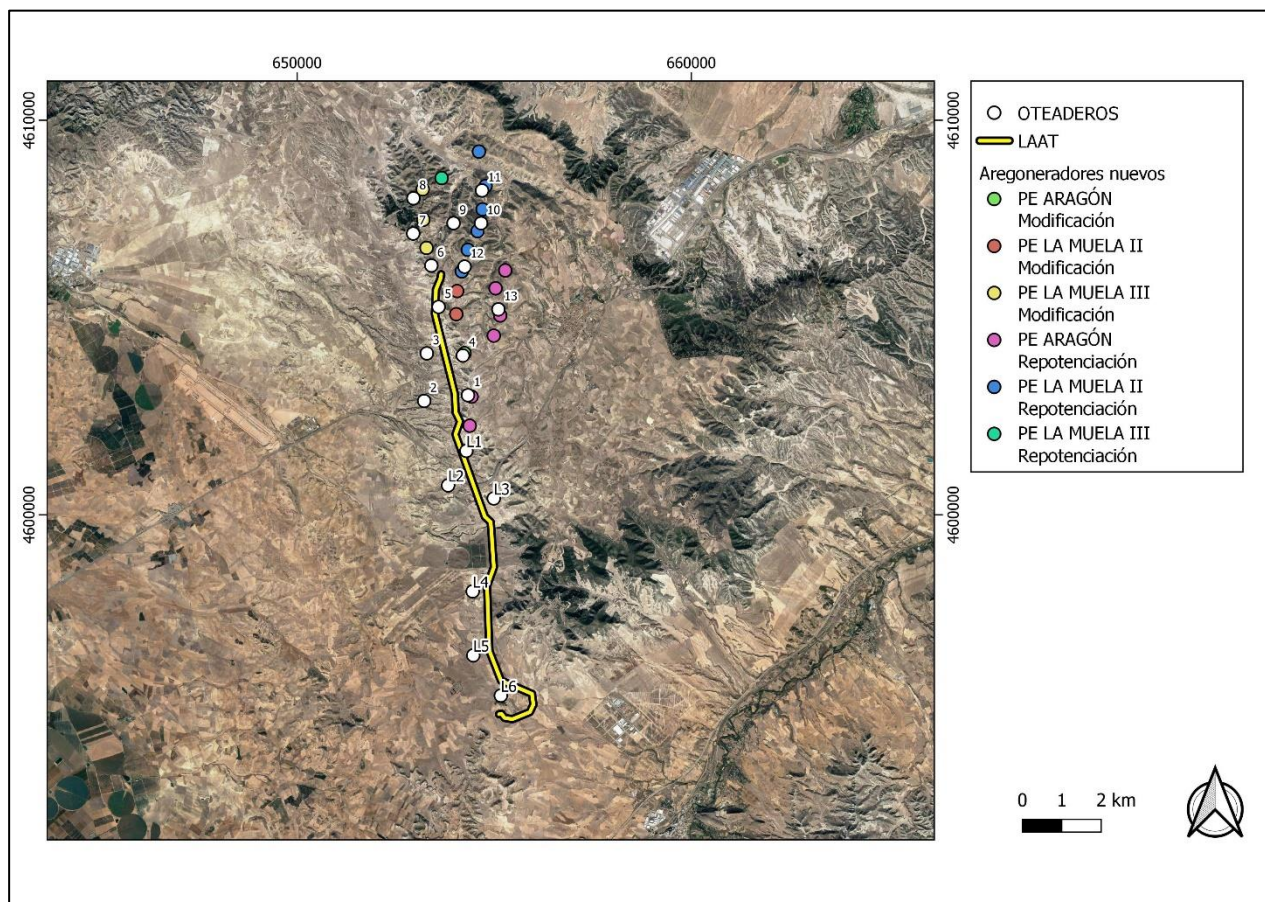 650000
660000
4610000
4610000
4600000
4600000
8
11
7
9
10
6
12
5
13
3
4
2
1
L1
L2
L3
L4
L5
L6
OTEADEROS
LAAT
Aregoneradores nuevos
PE ARAGÓN
Modificación
PE LA MUELA II
Modificación
PE LA MUELA III
Modificación
PE ARAGÓN
Repotenciación
PE LA MUELA II
Repotenciación
PE LA MUELA III
Repotenciación
0 1 2 km